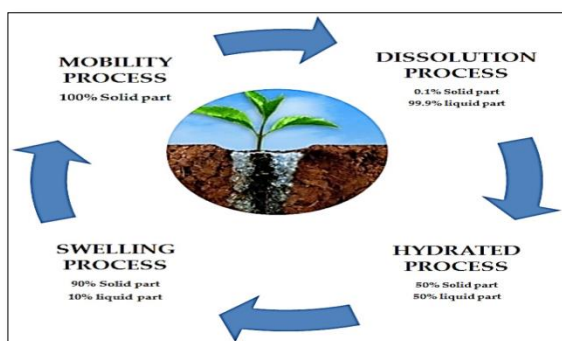 MOBILITY
PROCESS
100% Solid part
DISSOLUTION
PROCESS
0.1% Solid part
99.9% liquid part
HYDRATED
PROCESS
50% Solid part
50% liquid part
SWELLING
PROCESS
90% Solid part
10% liquid part